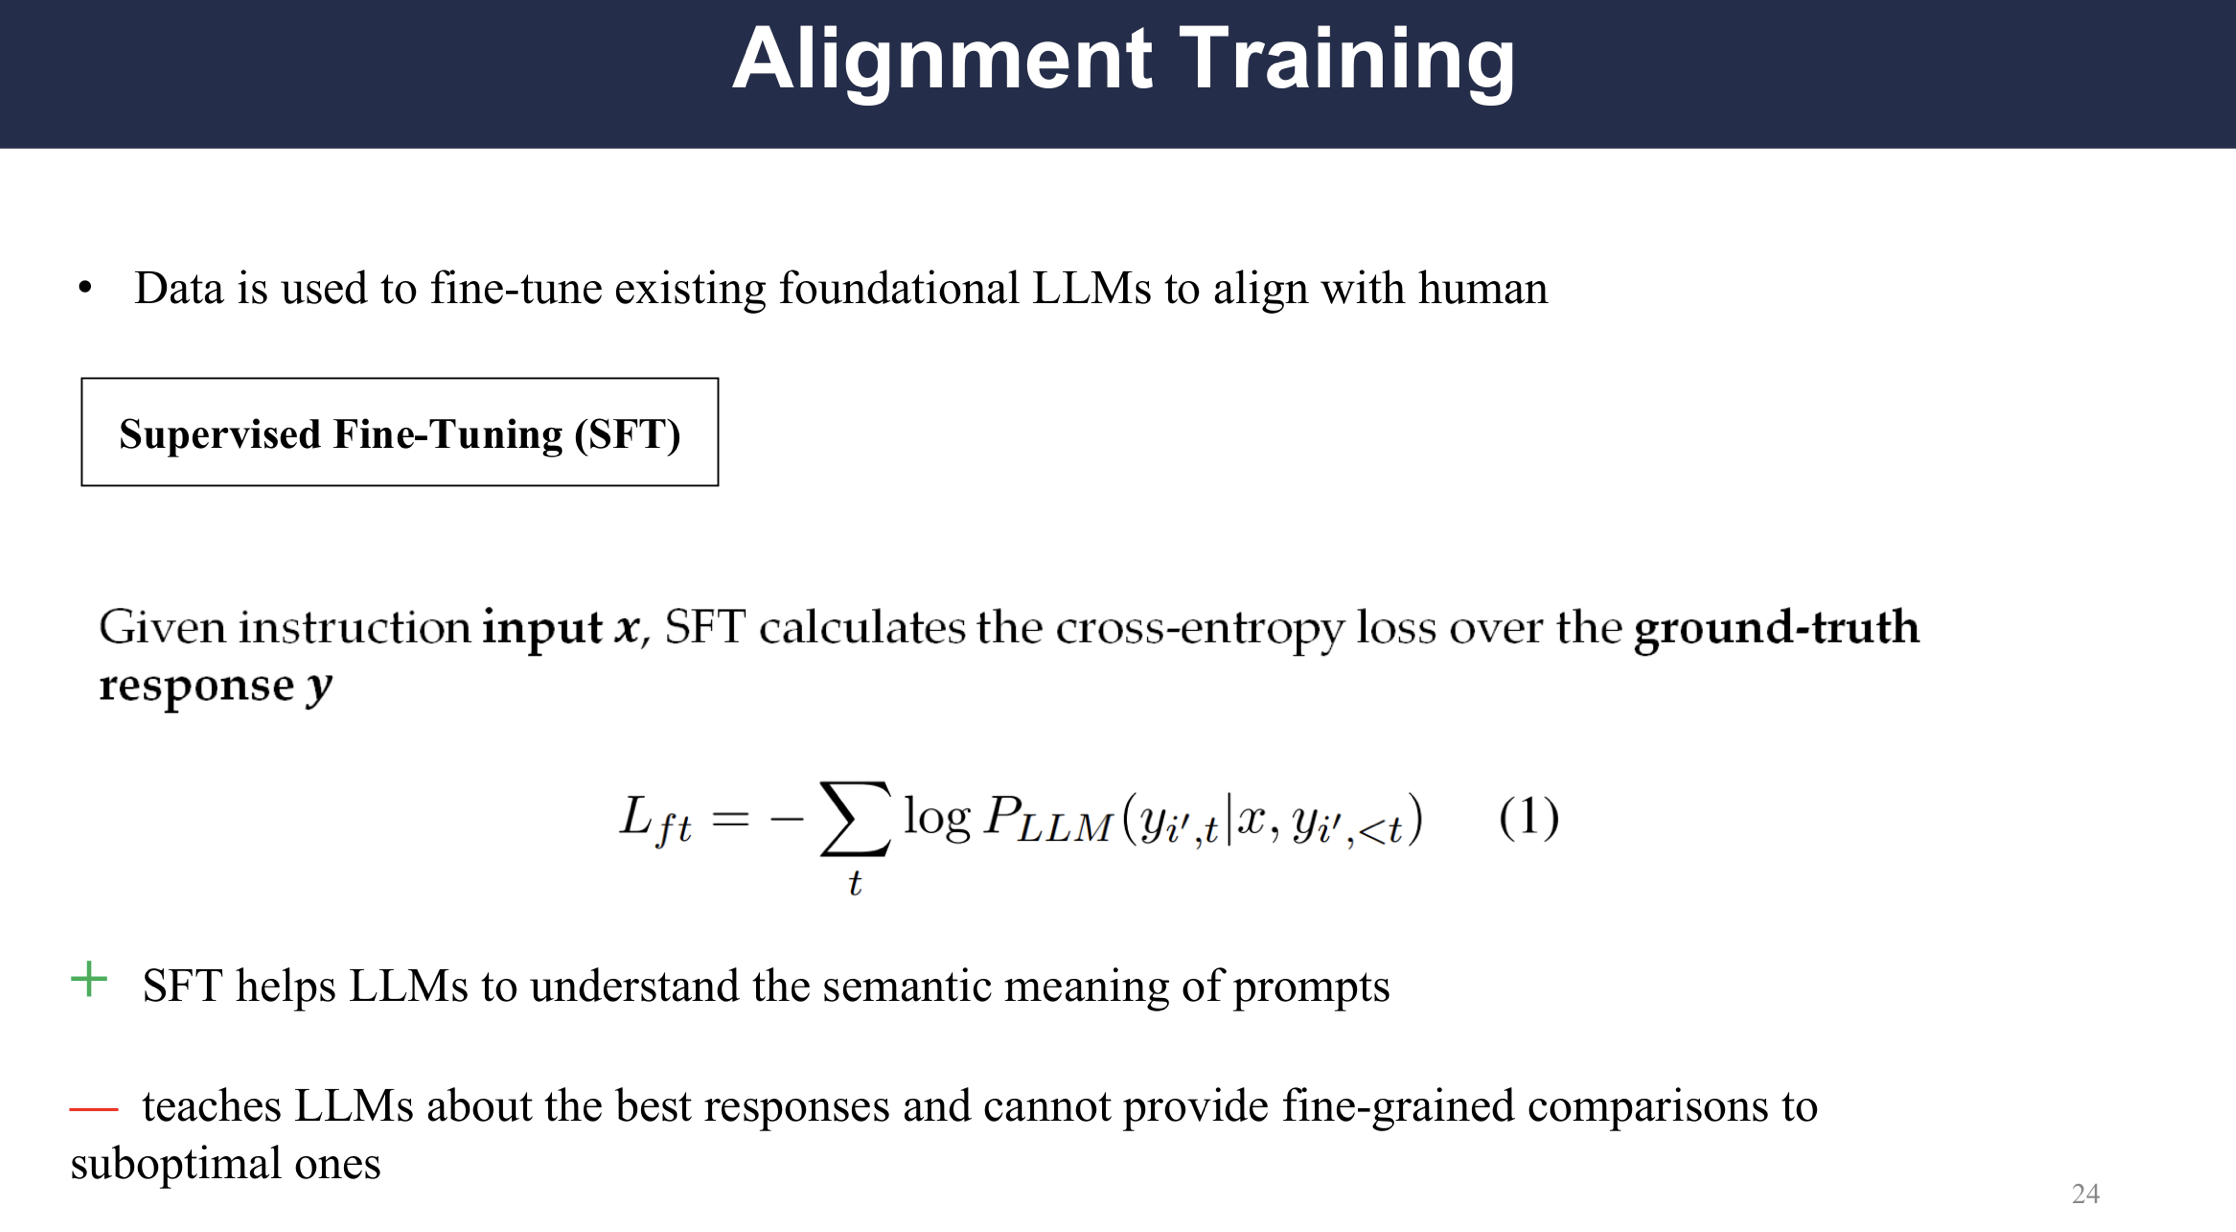 Alignment Training
• Data is used to fine-tune existing foundational LLMs to align with human
Supervised Fine-Tuning (SFT)
Given instruction input x, SFT calculates the cross-entropy loss over the ground-truth
response y
L_{ft} = − ∑_{t} log P_{LLM}(y_{i′,t}|x, y_{i′,<t}) (1)
+ SFT helps LLMs to understand the semantic meaning of prompts
— teaches LLMs about the best responses and cannot provide fine-grained comparisons to
suboptimal ones
24